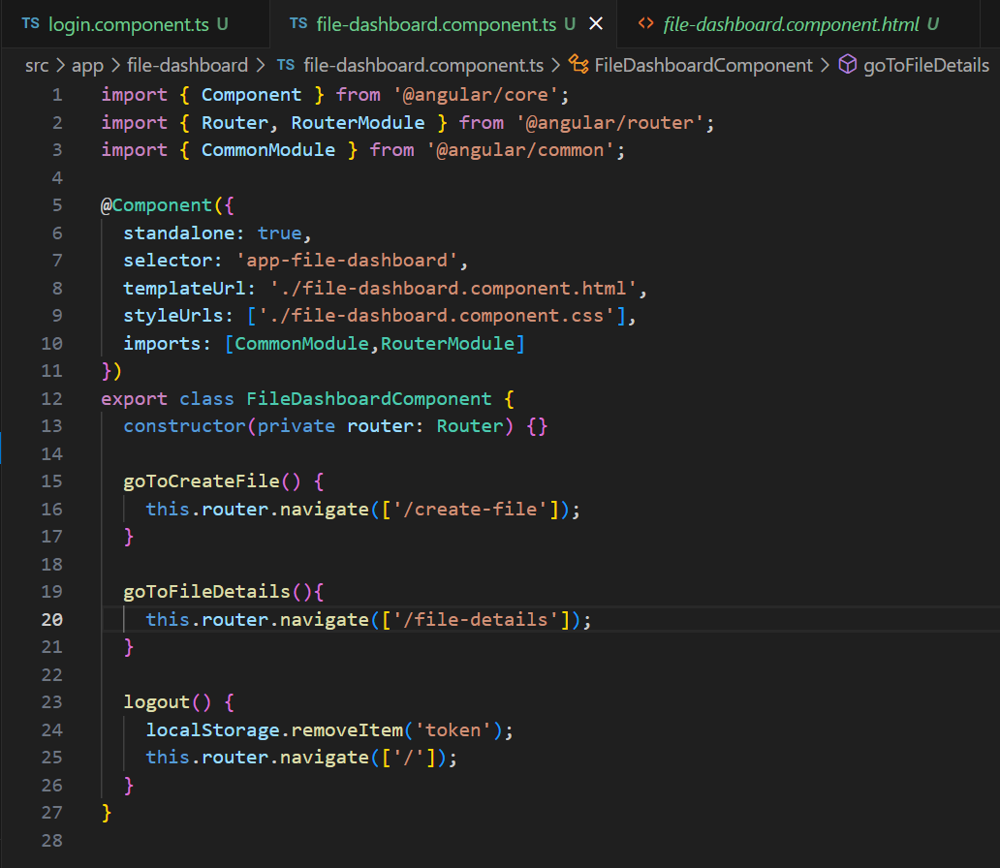 TS login.component.ts U
TS file-dashboard.component.ts U ×
<> file-dashboard.component.html U
src > app > file-dashboard > TS file-dashboard.component.ts > FileDashboardComponent > goToFileDetails
1 import { Component } from '@angular/core';
2 import { Router, RouterModule } from '@angular/router';
3 import { CommonModule } from '@angular/common';
4
5 @Component({
6   standalone: true,
7   selector: 'app-file-dashboard',
8   templateUrl: './file-dashboard.component.html',
9   styleUrls: ['./file-dashboard.component.css'],
10   imports: [CommonModule,RouterModule]
11 })
12 export class FileDashboardComponent {
13   constructor(private router: Router) {}
14
15   goToCreateFile() {
16     this.router.navigate(['/create-file']);
17   }
18
19   goToFileDetails(){
20     this.router.navigate(['/file-details']);
21   }
22
23   logout() {
24     localStorage.removeItem('token');
25     this.router.navigate(['/']);
26   }
27 }
28